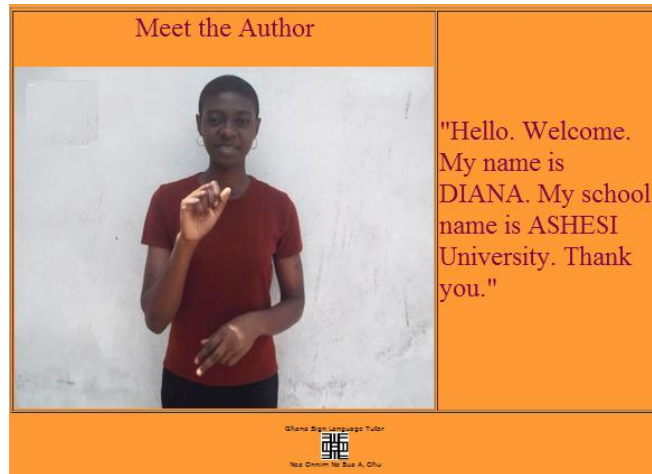 Meet the Author
"Hello. Welcome.
My name is
DIANA. My school
name is ASHESI
University. Thank
you."
Ghana Sign Language Tutor
Nea Onnim No Sua A, Ohu